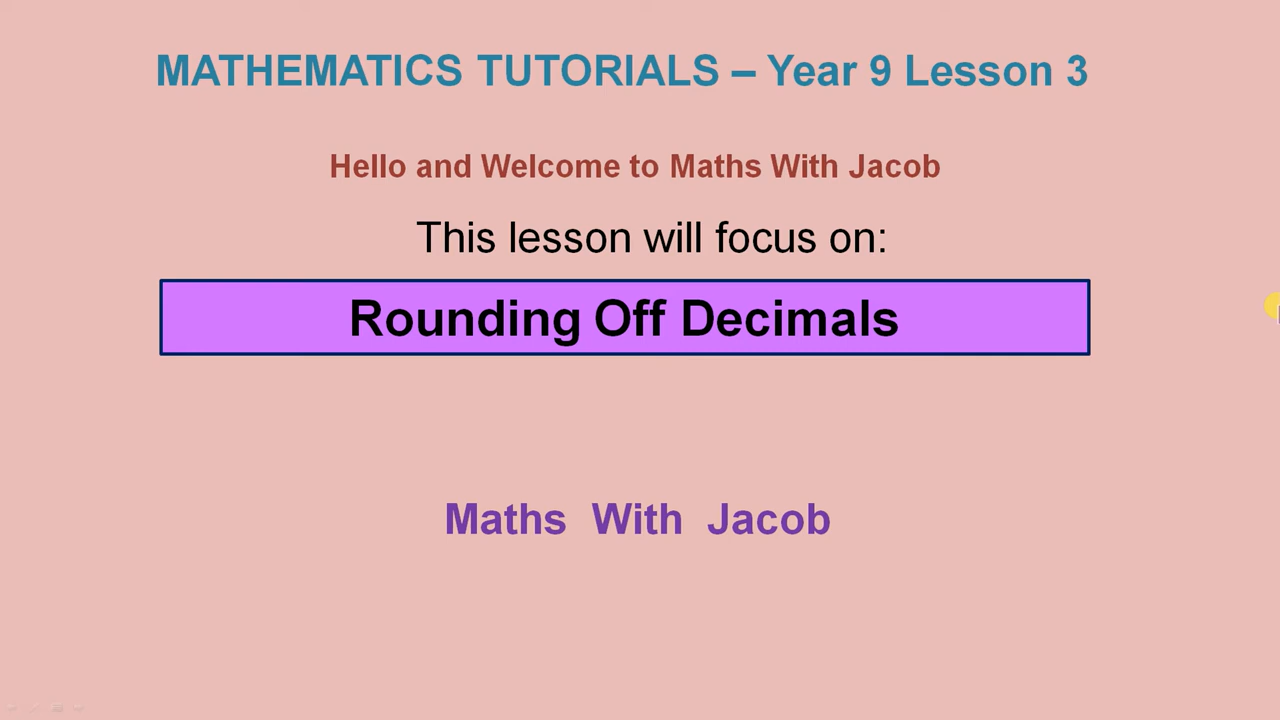 MATHEMATICS TUTORIALS – Year 9 Lesson 3
Hello and Welcome to Maths With Jacob
This lesson will focus on:
Rounding Off Decimals
Maths With Jacob